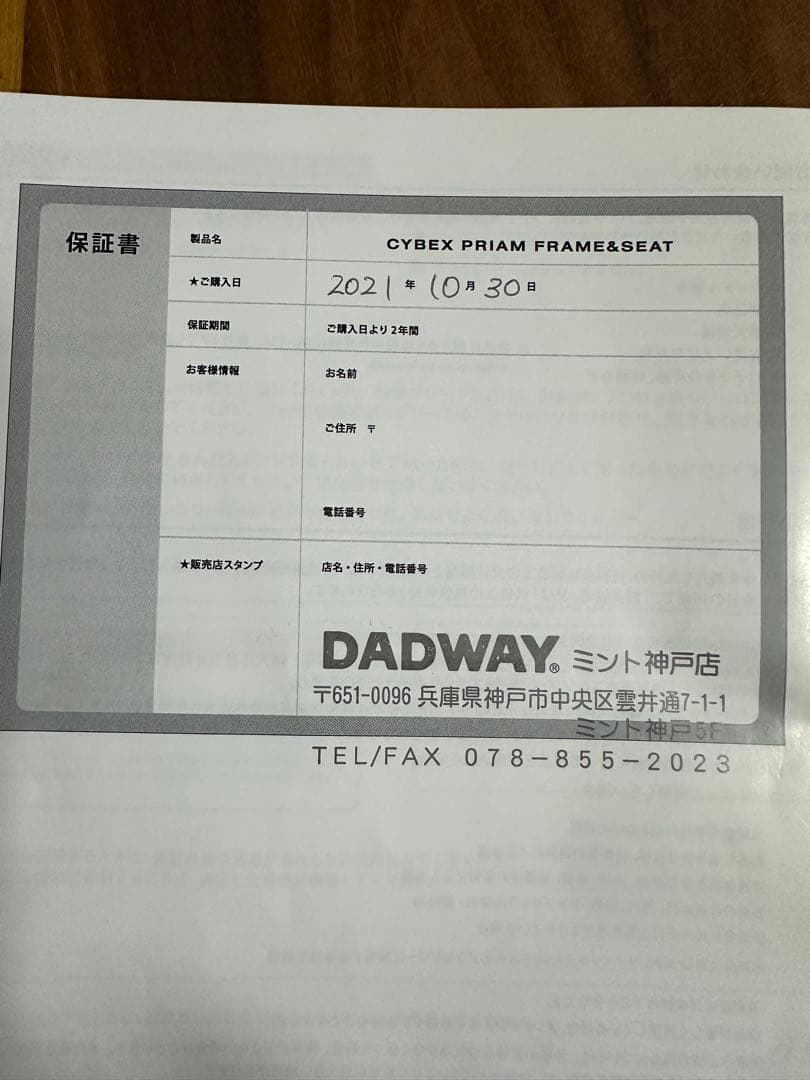 保証書
製品名 CYBEX PRIAM FRAME&SEAT
★ご購入日 2021 年 10 月 30 日
保証期間 ご購入日より2年間
お客様情報 お名前
ご住所 〒
電話番号
★販売店スタンプ 店名・住所・電話番号
DADWAY® ミント神戸店
〒651-0096 兵庫県神戸市中央区雲井通7-1-1
ミント神戸5F
TEL/FAX 078-855-2023